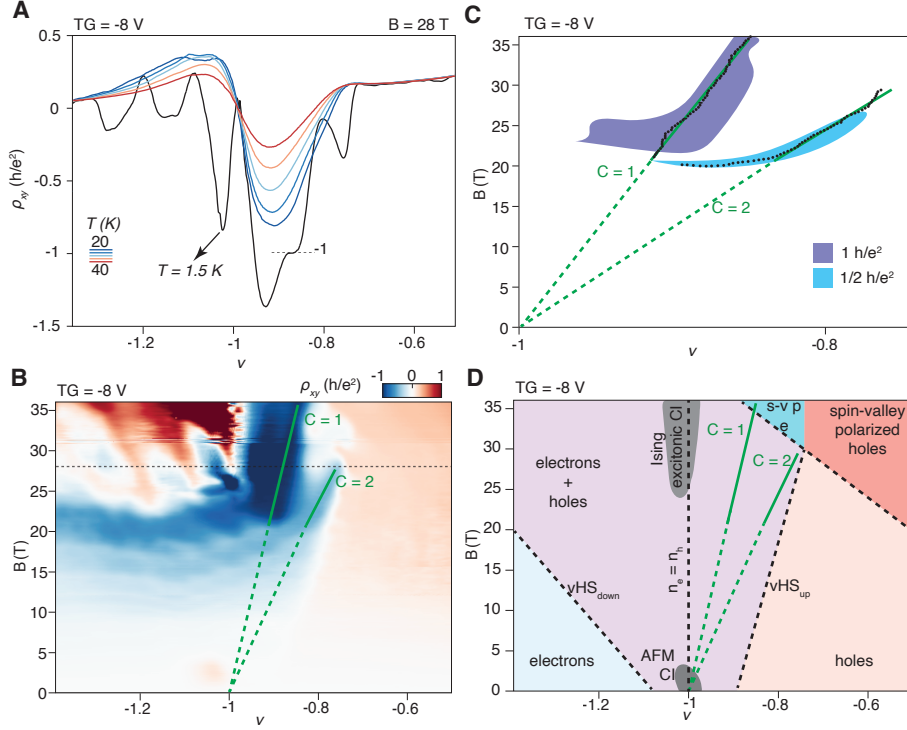 A
TG = -8 V
B = 28 T
0.5
0
-0.5
-1
-1.5
ρxy (h/e²)
T (K)
20
40
T = 1.5 K
-1
-1.2
-1
-0.8
-0.6
ν
C
TG = -8 V
35
30
25
20
15
10
5
0
B (T)
C = 1
C = 2
1 h/e²
1/2 h/e²
-1
-0.8
ν
B
TG = -8 V
ρxy (h/e²)
-1
0
1
C = 1
C = 2
35
30
25
20
15
10
5
0
B (T)
-1.2
-1
-0.8
-0.6
ν
D
TG = -8 V
35
30
25
20
15
10
5
0
B (T)
electrons
+
holes
Ising
excitonic CI
C = 1
s-v p
e
C = 2
spin-valley
polarized
holes
ne = nh
vHSdown
vHSup
electrons
AFM
CI
holes
-1.2
-1
-0.8
-0.6
ν